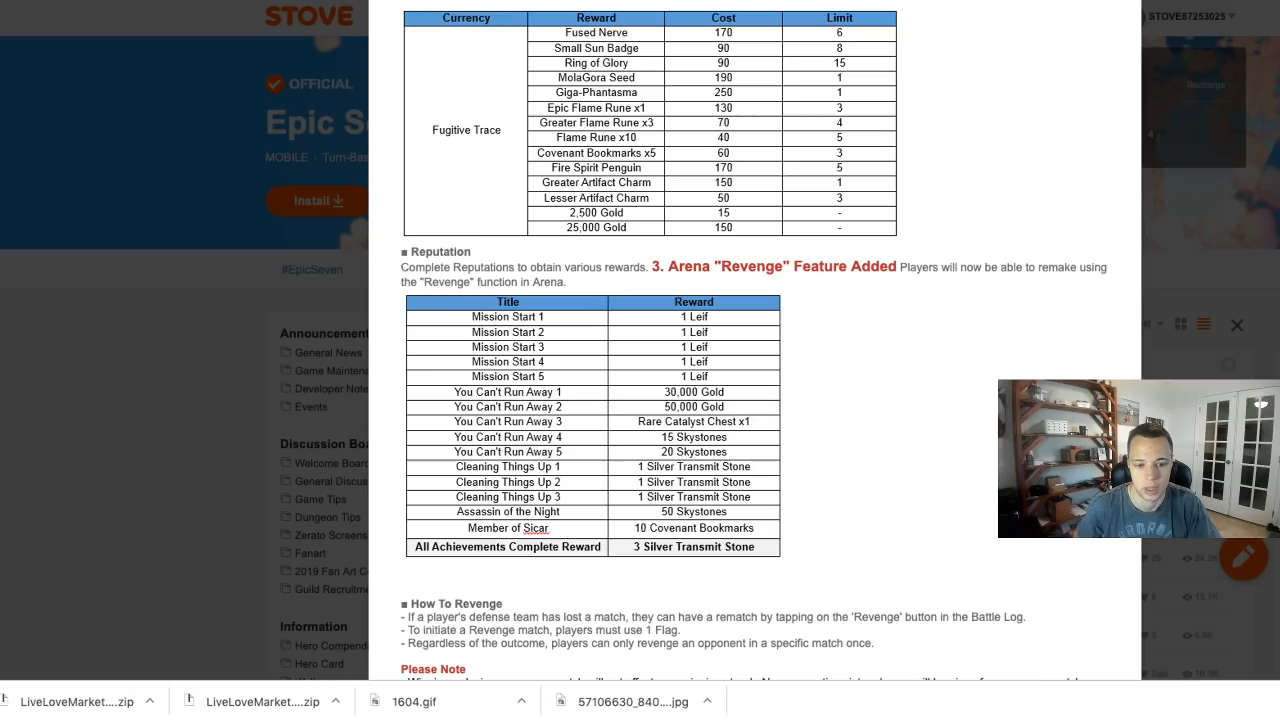 STOVE
STOVE87253025
OFFICIAL
Epic S
MOBILE · Turn-Bas
Install
Recharge
#EpicSeven
Currency Reward Cost Limit
Fugitive Trace
Fused Nerve 170 6
Small Sun Badge 90 8
Ring of Glory 90 15
MolaGora Seed 190 1
Giga-Phantasma 250 1
Epic Flame Rune x1 130 3
Greater Flame Rune x3 70 4
Flame Rune x10 40 5
Covenant Bookmarks x5 60 3
Fire Spirit Penguin 170 5
Greater Artifact Charm 150 1
Lesser Artifact Charm 50 3
2,500 Gold 15 -
25,000 Gold 150 -
■ Reputation
Complete Reputations to obtain various rewards. 3. Arena "Revenge" Feature Added Players will now be able to remake using
the "Revenge" function in Arena.
Title Reward
Mission Start 1 1 Leif
Mission Start 2 1 Leif
Mission Start 3 1 Leif
Mission Start 4 1 Leif
Mission Start 5 1 Leif
You Can't Run Away 1 30,000 Gold
You Can't Run Away 2 50,000 Gold
You Can't Run Away 3 Rare Catalyst Chest x1
You Can't Run Away 4 15 Skystones
You Can't Run Away 5 20 Skystones
Cleaning Things Up 1 1 Silver Transmit Stone
Cleaning Things Up 2 1 Silver Transmit Stone
Cleaning Things Up 3 1 Silver Transmit Stone
Assassin of the Night 50 Skystones
Member of Sicar 10 Covenant Bookmarks
All Achievements Complete Reward 3 Silver Transmit Stone
■ How To Revenge
- If a player's defense team has lost a match, they can have a rematch by tapping on the 'Revenge' button in the Battle Log.
- To initiate a Revenge match, players must use 1 Flag.
- Regardless of the outcome, players can only revenge an opponent in a specific match once.
Please Note
Announcement
General News
Game Maintena
Developer Note
Events
Discussion Boa
Welcome Board
General Discus
Game Tips
Dungeon Tips
Zerato Screens
Fanart
2019 Fan Art C
Guild Recruitme
Information
Hero Compend
Hero Card
26 24.2K
5 13.1K
LiveLoveMarket....zip
LiveLoveMarket....zip
1604.gif
57106630_840....jpg